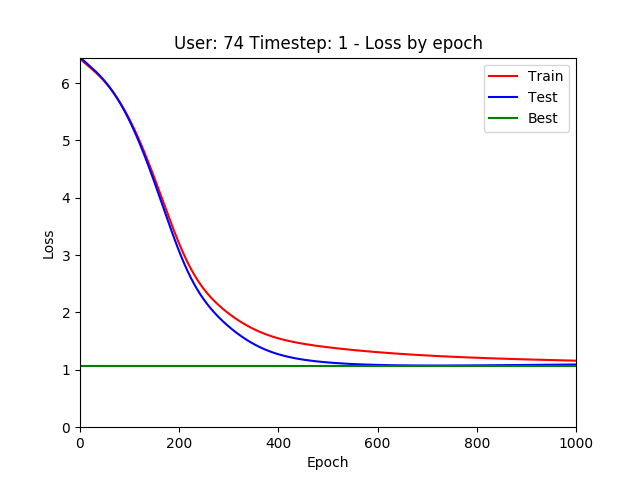 User: 74 Timestep: 1 - Loss by epoch
6
5
4
3
2
1
0
Loss
Train
Test
Best
0 200 400 600 800 1000
Epoch